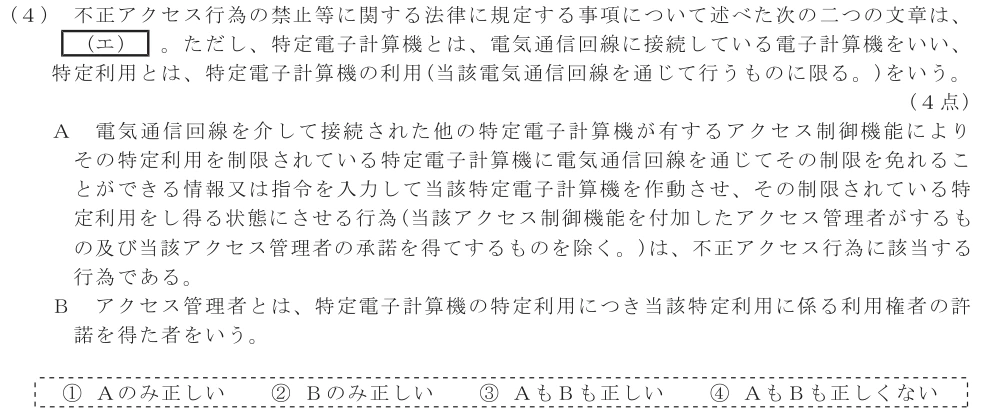 (４) 不正アクセス行為の禁止等に関する法律に規定する事項について述べた次の二つの文章は、
(エ) 。ただし、特定電子計算機とは、電気通信回線に接続している電子計算機をいい、
特定利用とは、特定電子計算機の利用(当該電気通信回線を通じて行うものに限る。)をいう。
(４点)
Ａ 電気通信回線を介して接続された他の特定電子計算機が有するアクセス制御機能により
その特定利用を制限されている特定電子計算機に電気通信回線を通じてその制限を免れるこ
とができる情報又は指令を入力して当該特定電子計算機を作動させ、その制限されている特
定利用をし得る状態にさせる行為(当該アクセス制御機能を付加したアクセス管理者がするも
の及び当該アクセス管理者の承諾を得てするものを除く。)は、不正アクセス行為に該当する
行為である。
Ｂ アクセス管理者とは、特定電子計算機の特定利用につき当該特定利用に係る利用権者の許
諾を得た者をいう。
① Ａのみ正しい ② Ｂのみ正しい ③ ＡもＢも正しい ④ ＡもＢも正しくない